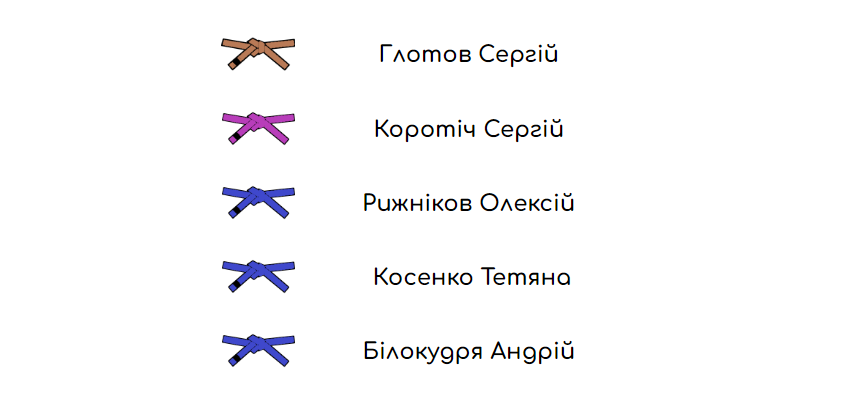 Глотов Сергій
Коротіч Сергій
Рижніков Олексій
Косенко Тетяна
Білокудря Андрій